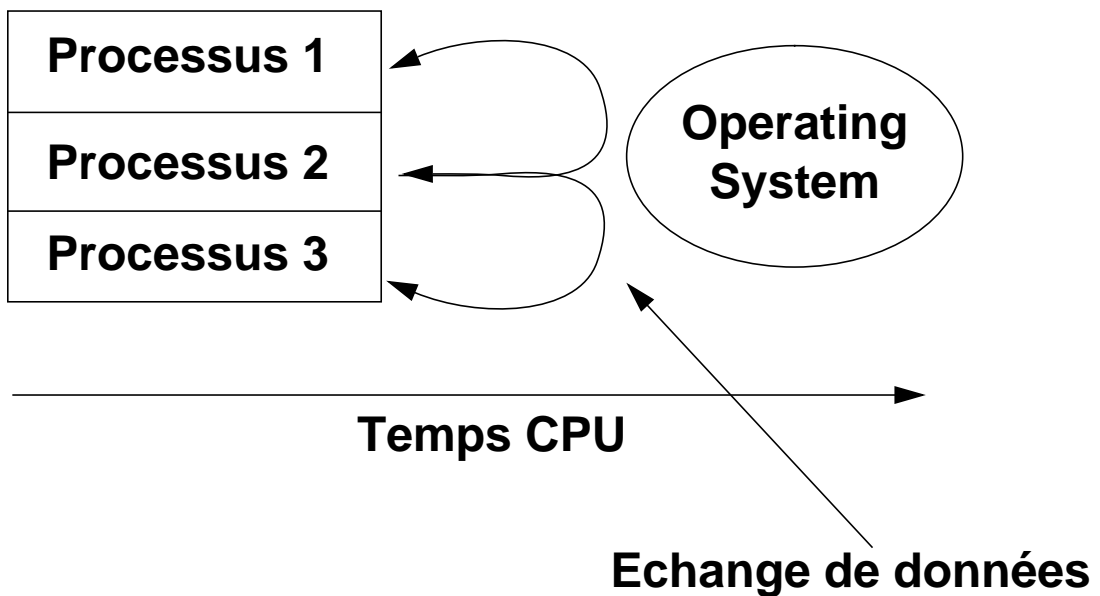 Processus 1
Processus 2
Processus 3
Operating
System
Temps CPU
Echange de données